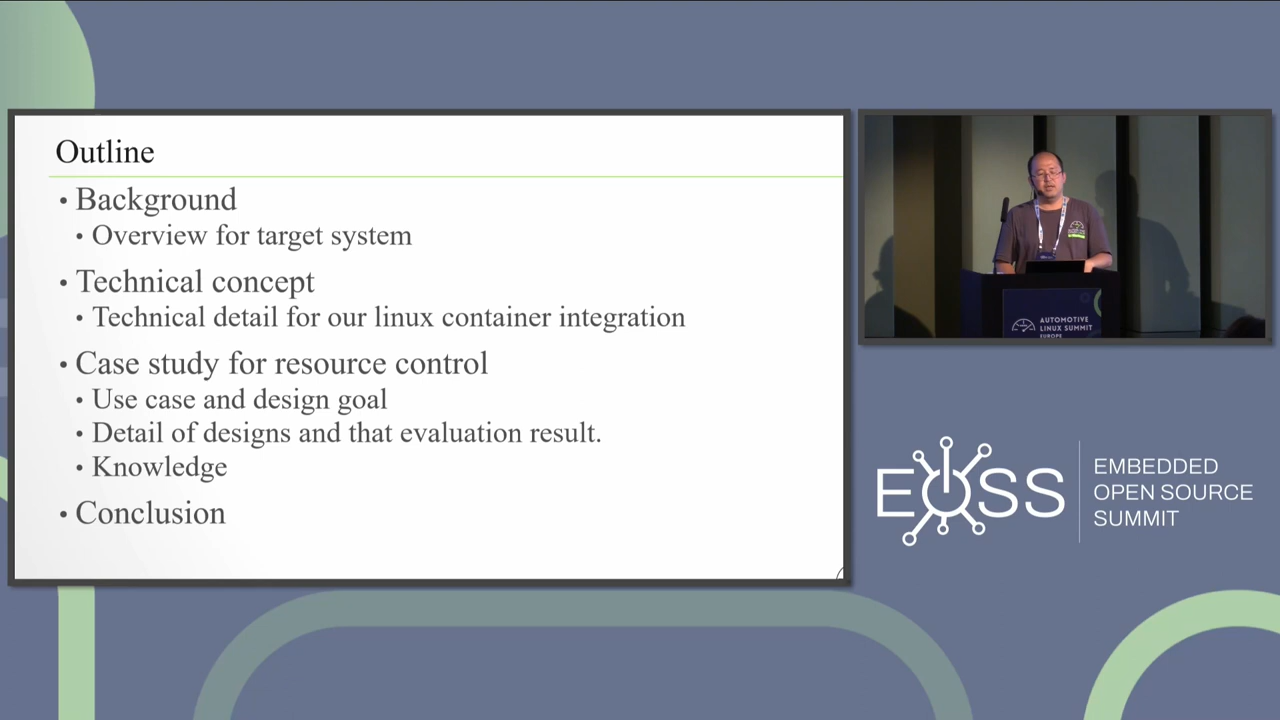 Outline
• Background
• Overview for target system
• Technical concept
• Technical detail for our linux container integration
• Case study for resource control
• Use case and design goal
• Detail of designs and that evaluation result.
• Knowledge
• Conclusion
AUTOMOTIVE
LINUX SUMMIT
EUROPE
EOSS
EMBEDDED
OPEN SOURCE
SUMMIT